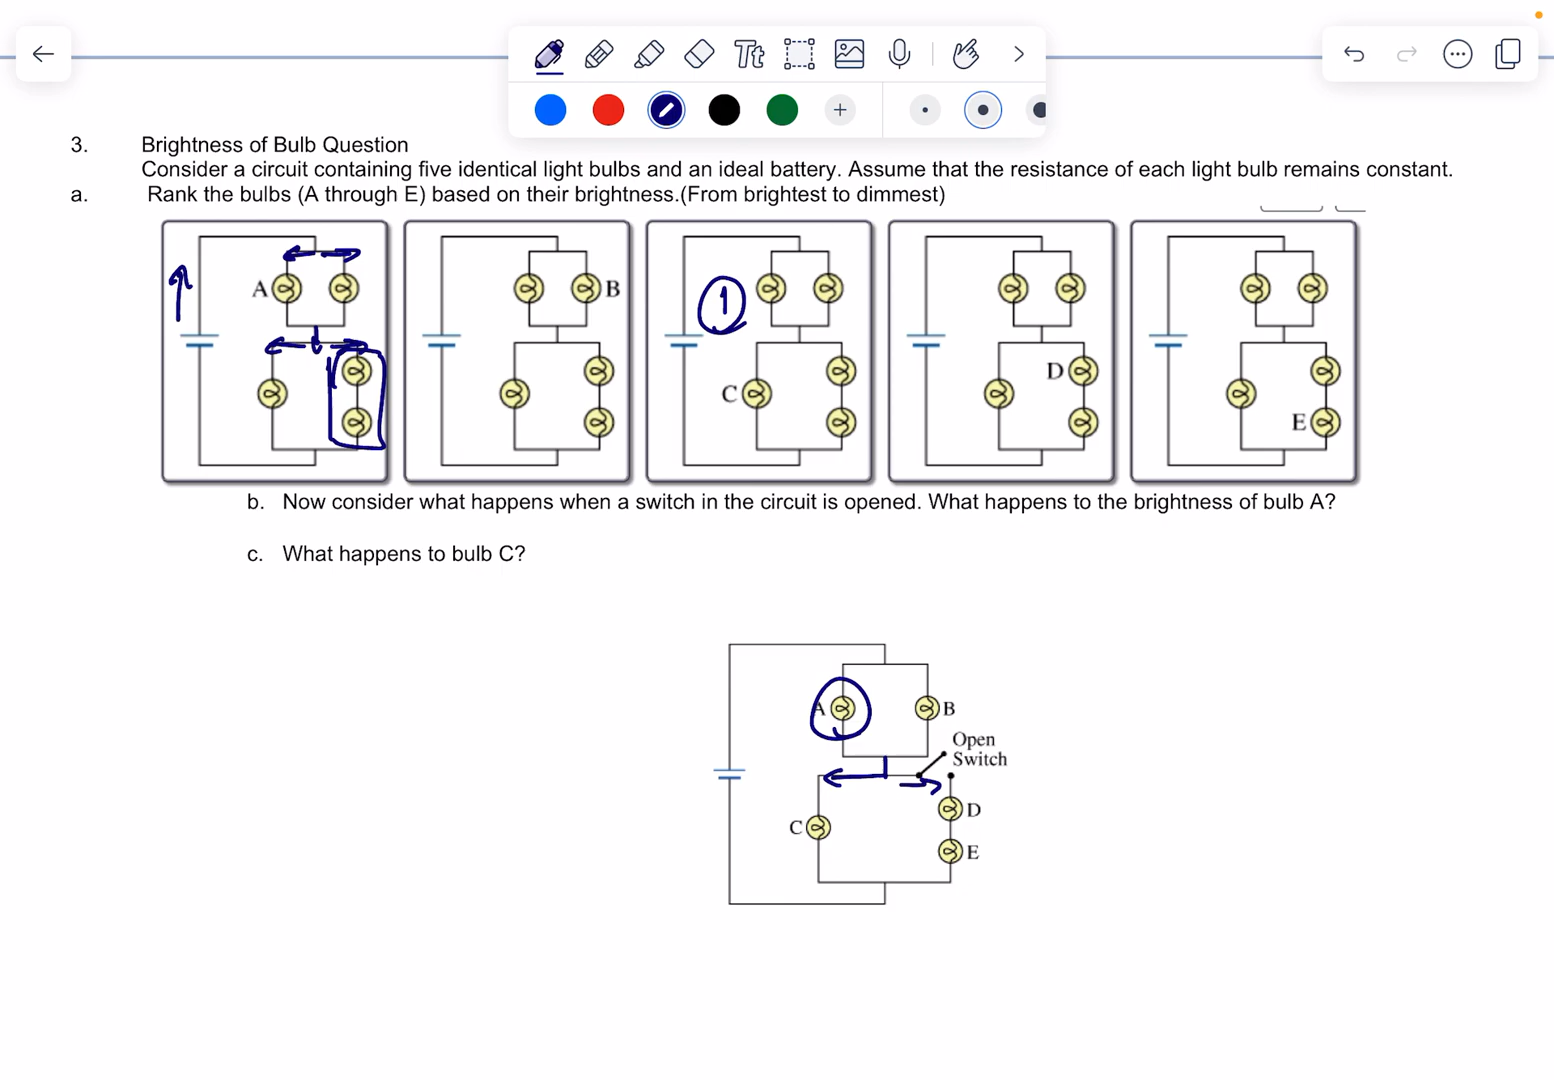 Tt
3. Brightness of Bulb Question
Consider a circuit containing five identical light bulbs and an ideal battery. Assume that the resistance of each light bulb remains constant.
a. Rank the bulbs (A through E) based on their brightness.(From brightest to dimmest)
A
B
1
C
D
E
b. Now consider what happens when a switch in the circuit is opened. What happens to the brightness of bulb A?
c. What happens to bulb C?
A
B
Open
Switch
C
D
E